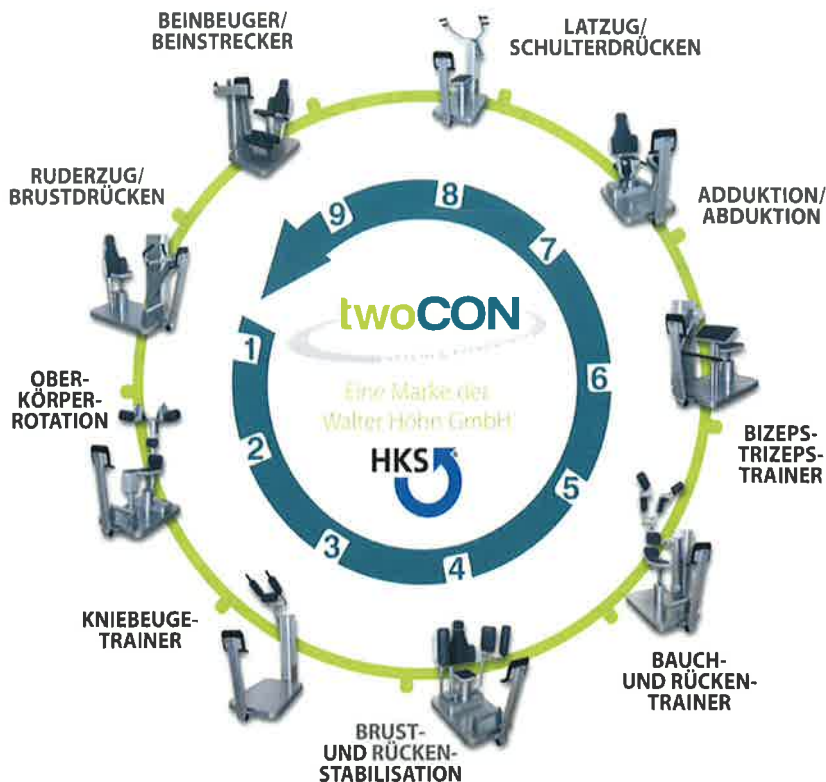 BEINBEUGER/
BEINSTRECKER
LATZUG/
SCHULTERDRÜCKEN
RUDERZUG/
BRUSTDRÜCKEN
ADDUKTION/
ABDUKTION
9
8
7
twoCON
1
6
OBER-
KÖRPER-
ROTATION
Eine Marke der
Walter Höhn GmbH
BIZEPS-
TRIZEPS-
TRAINER
HKS
2
5
3
4
KNIEBEUGE-
TRAINER
BAUCH-
UND RÜCKEN-
TRAINER
BRUST-
UND RÜCKEN-
STABILISATION